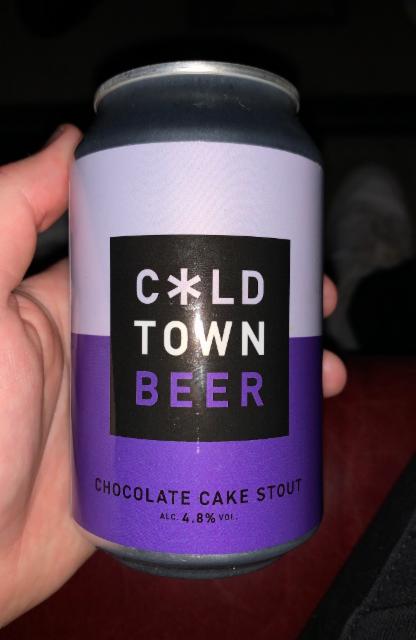 C*LD
TOWN
BEER
CHOCOLATE CAKE STOUT
ALC. 4.8% VOL.